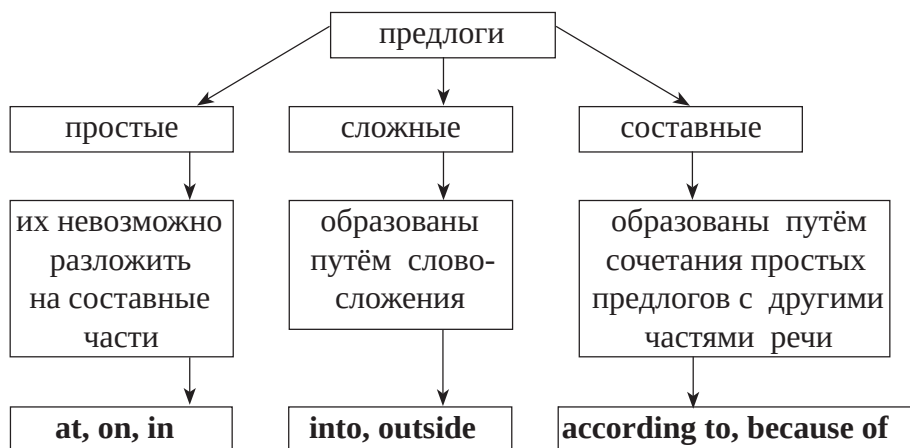 предлоги
простые
сложные
составные
их невозможно
разложить
на составные
части
образованы
путём слово-
сложения
образованы путём
сочетания простых
предлогов с другими
частями речи
at, on, in
into, outside
according to, because of